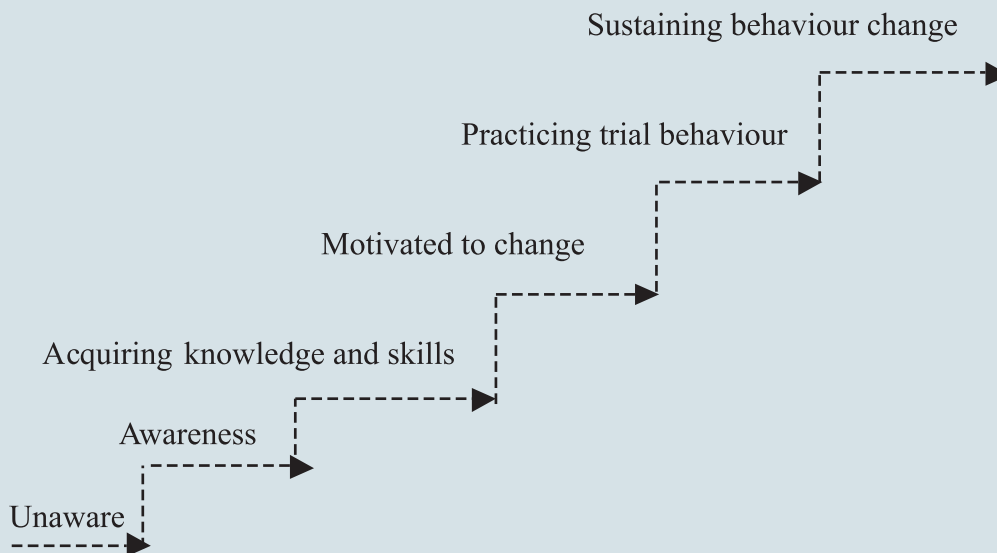 Sustaining behaviour change
Practicing trial behaviour
Motivated to change
Acquiring knowledge and skills
Awareness
Unaware